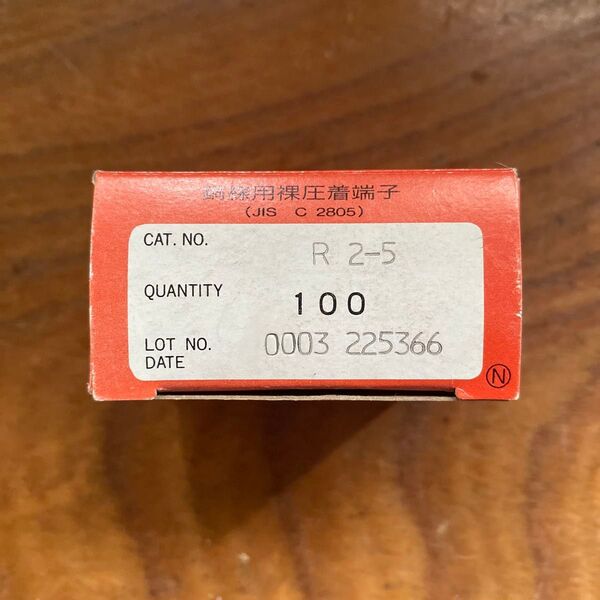 銅線用裸圧着端子
(JIS C 2805)
CAT. NO. R 2-5
QUANTITY 100
LOT NO. 0003 225366
DATE
N